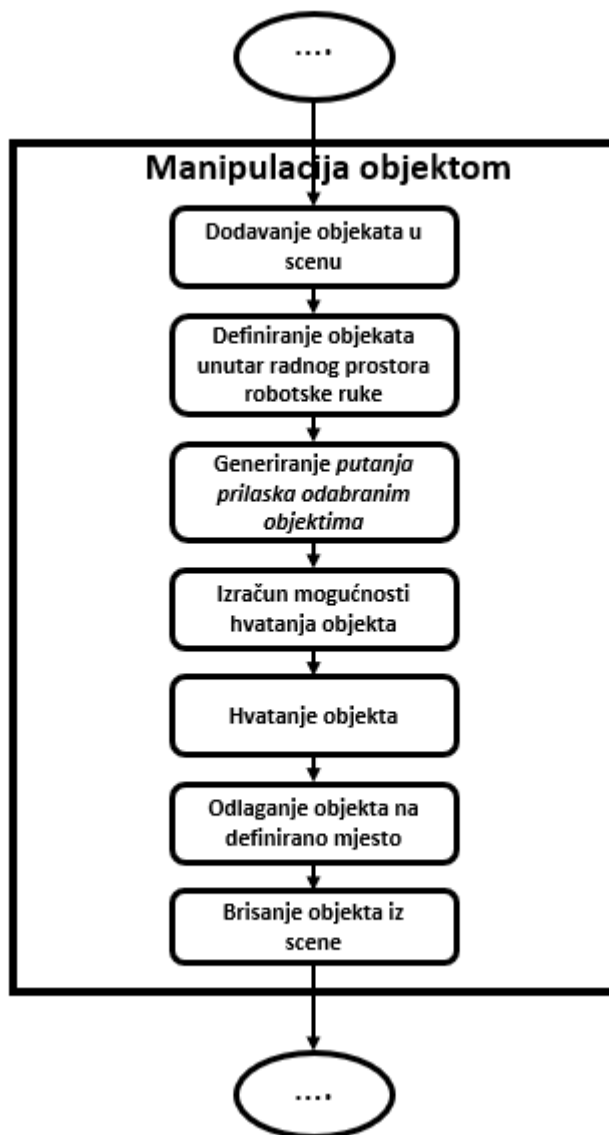 ....
Manipulacija objektom
Dodavanje objekata u
scenu
Definiranje objekata
unutar radnog prostora
robotske ruke
Generiranje putanja
prilaska odabranim
objektima
Izračun mogućnosti
hvatanja objekta
Hvatanje objekta
Odlaganje objekta na
definirano mjesto
Brisanje objekta iz
scene
....